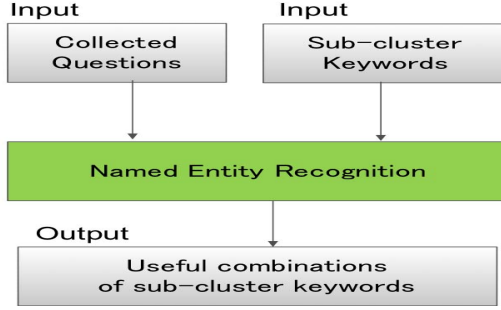 Input
Input
Collected
Questions
Sub-cluster
Keywords
Named Entity Recognition
Output
Useful combinations
of sub-cluster keywords